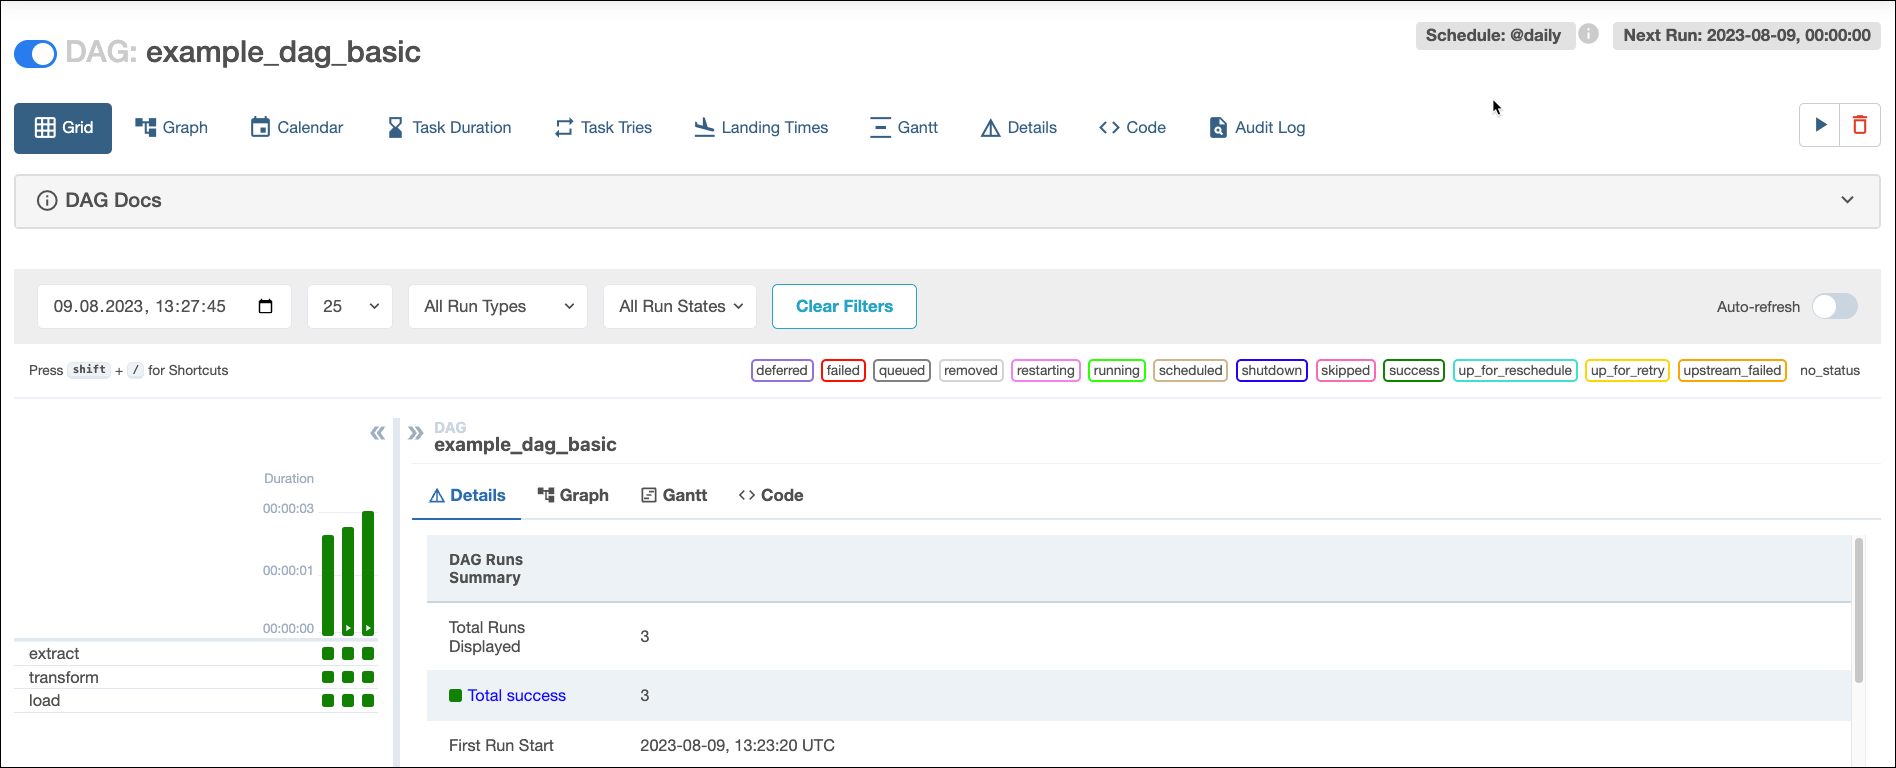 DAG: example_dag_basic
Schedule: @daily
Next Run: 2023-08-09, 00:00:00
Grid
Graph
Calendar
Task Duration
Task Tries
Landing Times
Gantt
Details
Code
Audit Log
DAG Docs
09.08.2023, 13:27:45
25
All Run Types
All Run States
Clear Filters
Auto-refresh
Press shift + / for Shortcuts
deferred
failed
queued
removed
restarting
running
scheduled
shutdown
skipped
success
up_for_reschedule
up_for_retry
upstream_failed
no_status
Duration
00:00:03
00:00:01
00:00:00
extract
transform
load
DAG
example_dag_basic
Details
Graph
Gantt
Code
DAG Runs
Summary
Total Runs
Displayed
3
Total success
3
First Run Start
2023-08-09, 13:23:20 UTC